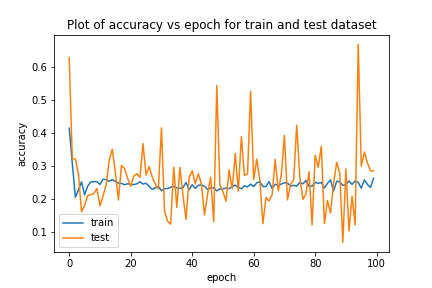 Plot of accuracy vs epoch for train and test dataset
accuracy
0.6
0.5
0.4
0.3
0.2
0.1
train
test
0 20 40 60 80 100
epoch